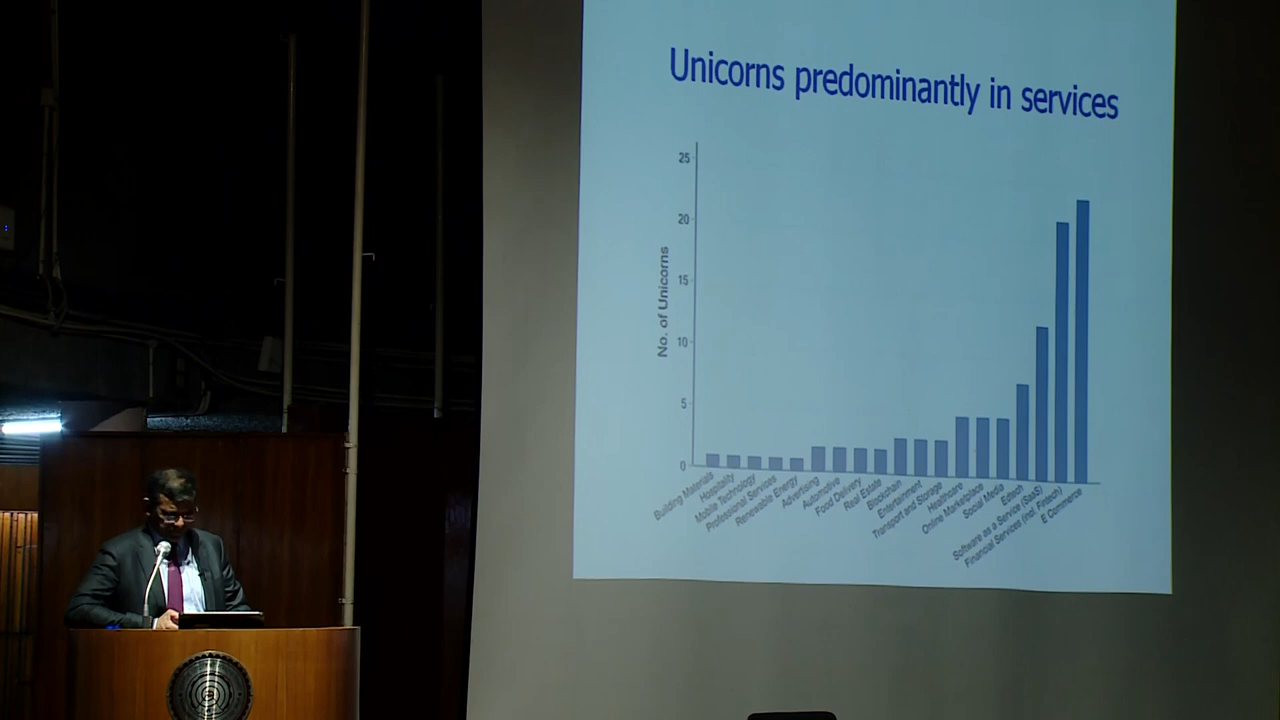 Unicorns predominantly in services
No. of Unicorns
25
20
15
10
5
0
Building Materials
Hospitality
Mobile Technology
Professional Services
Renewable Energy
Advertising
Automotive
Food Delivery
Real Estate
Blockchain
Entertainment
Transport and Storage
Healthcare
Online Marketplace
Social Media
Edtech
Software as a Service (SaaS)
Financial Services (incl. Fintech)
E Commerce